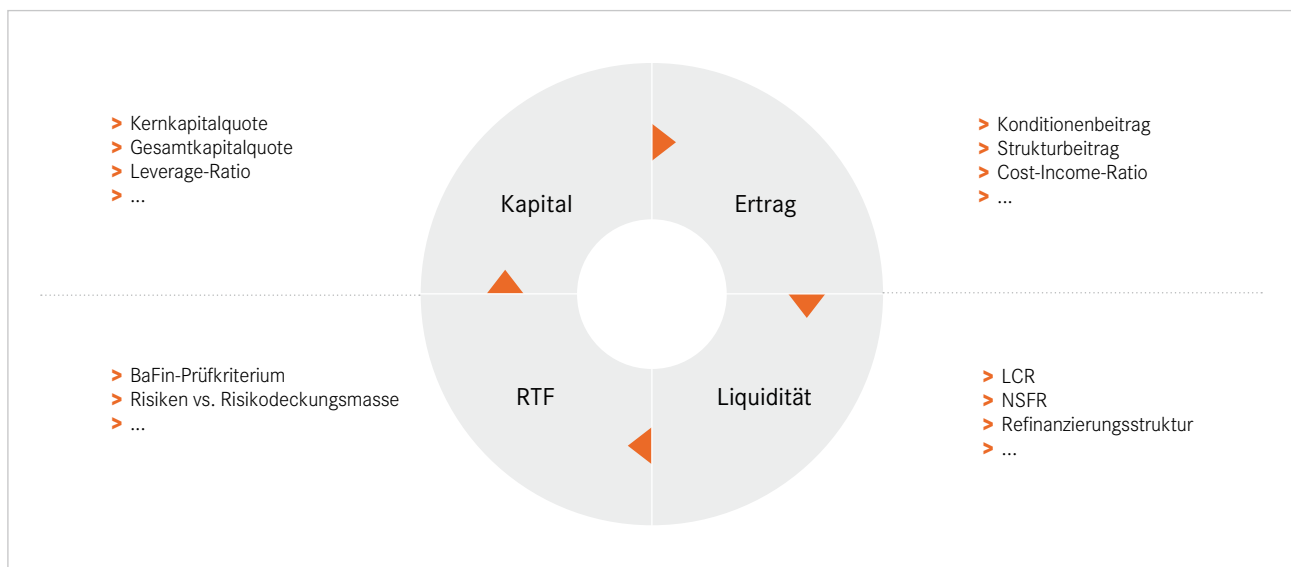 > Kernkapitalquote
> Gesamtkapitalquote
> Leverage-Ratio
> ...
Kapital
Ertrag
> Konditionenbeitrag
> Strukturbeitrag
> Cost-Income-Ratio
> ...
> BaFin-Prüfkriterium
> Risiken vs. Risikodeckungsmasse
> ...
RTF
Liquidität
> LCR
> NSFR
> Refinanzierungsstruktur
> ...